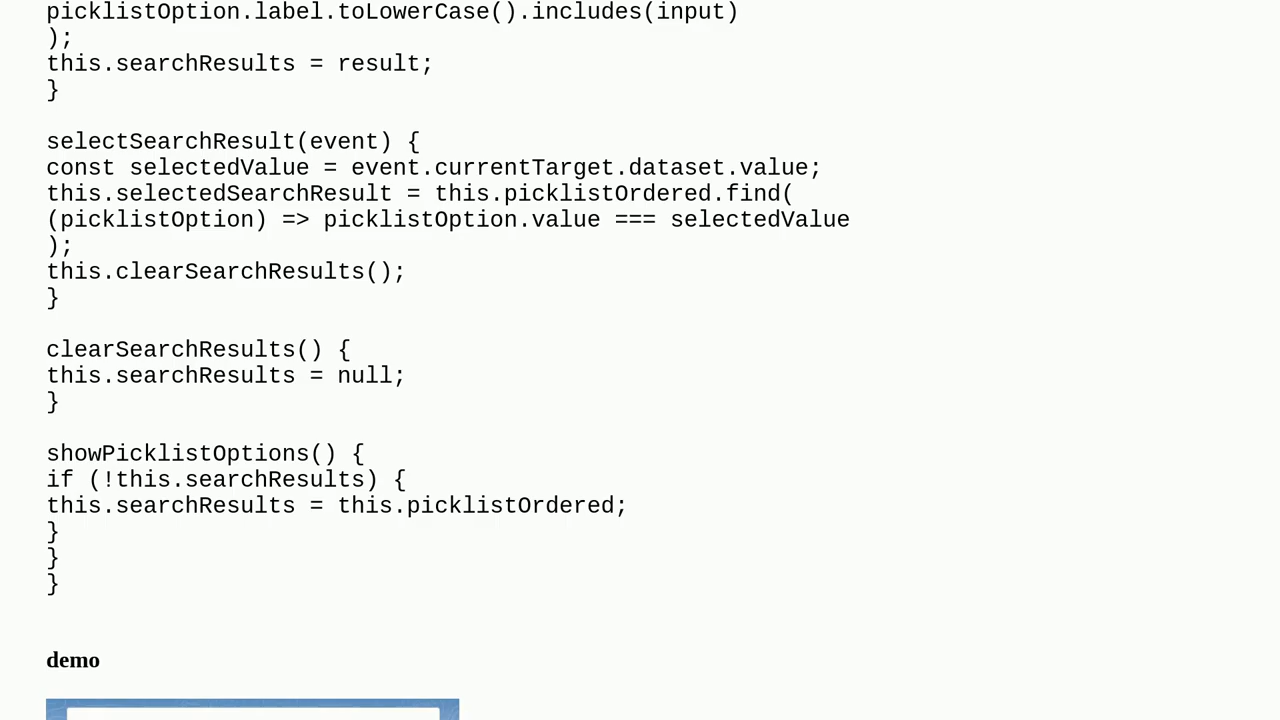 picklistOption.label.toLowerCase().includes(input)
);
this.searchResults = result;
}
selectSearchResult(event) {
const selectedValue = event.currentTarget.dataset.value;
this.selectedSearchResult = this.picklistOrdered.find(
(picklistOption) => picklistOption.value === selectedValue
);
this.clearSearchResults();
}
clearSearchResults() {
this.searchResults = null;
}
showPicklistOptions() {
if (!this.searchResults) {
this.searchResults = this.picklistOrdered;
}
}
}
demo